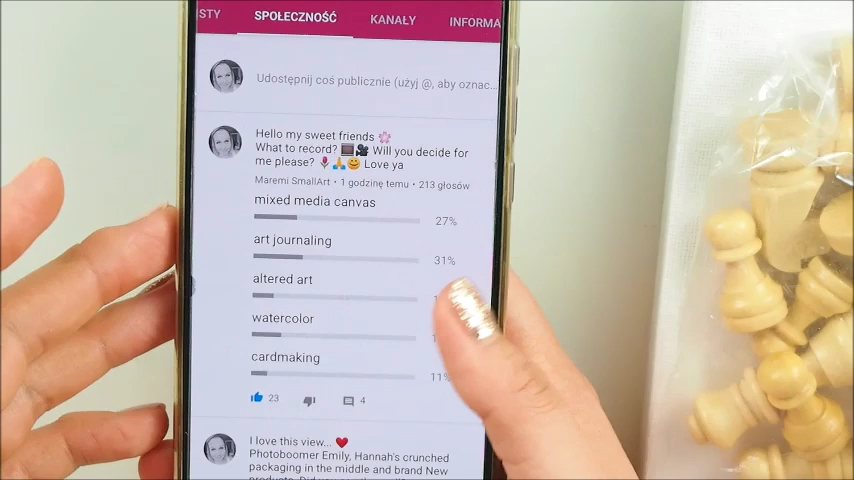 ISTY SPOŁECZNOŚĆ KANAŁY INFORMA
Udostępnij coś publicznie (użyj @, aby oznac...
Hello my sweet friends 🌸
What to record? 🎞️🎥 Will you decide for
me please? 🌷🙏😊 Love ya
Maremi SmallArt • 1 godzinę temu • 213 głosów
mixed media canvas
27%
art journaling
31%
altered art
watercolor
cardmaking
11%
23 4
I love this view... ❤️
Photoboomer Emily, Hannah's crunched
packaging in the middle and brand New